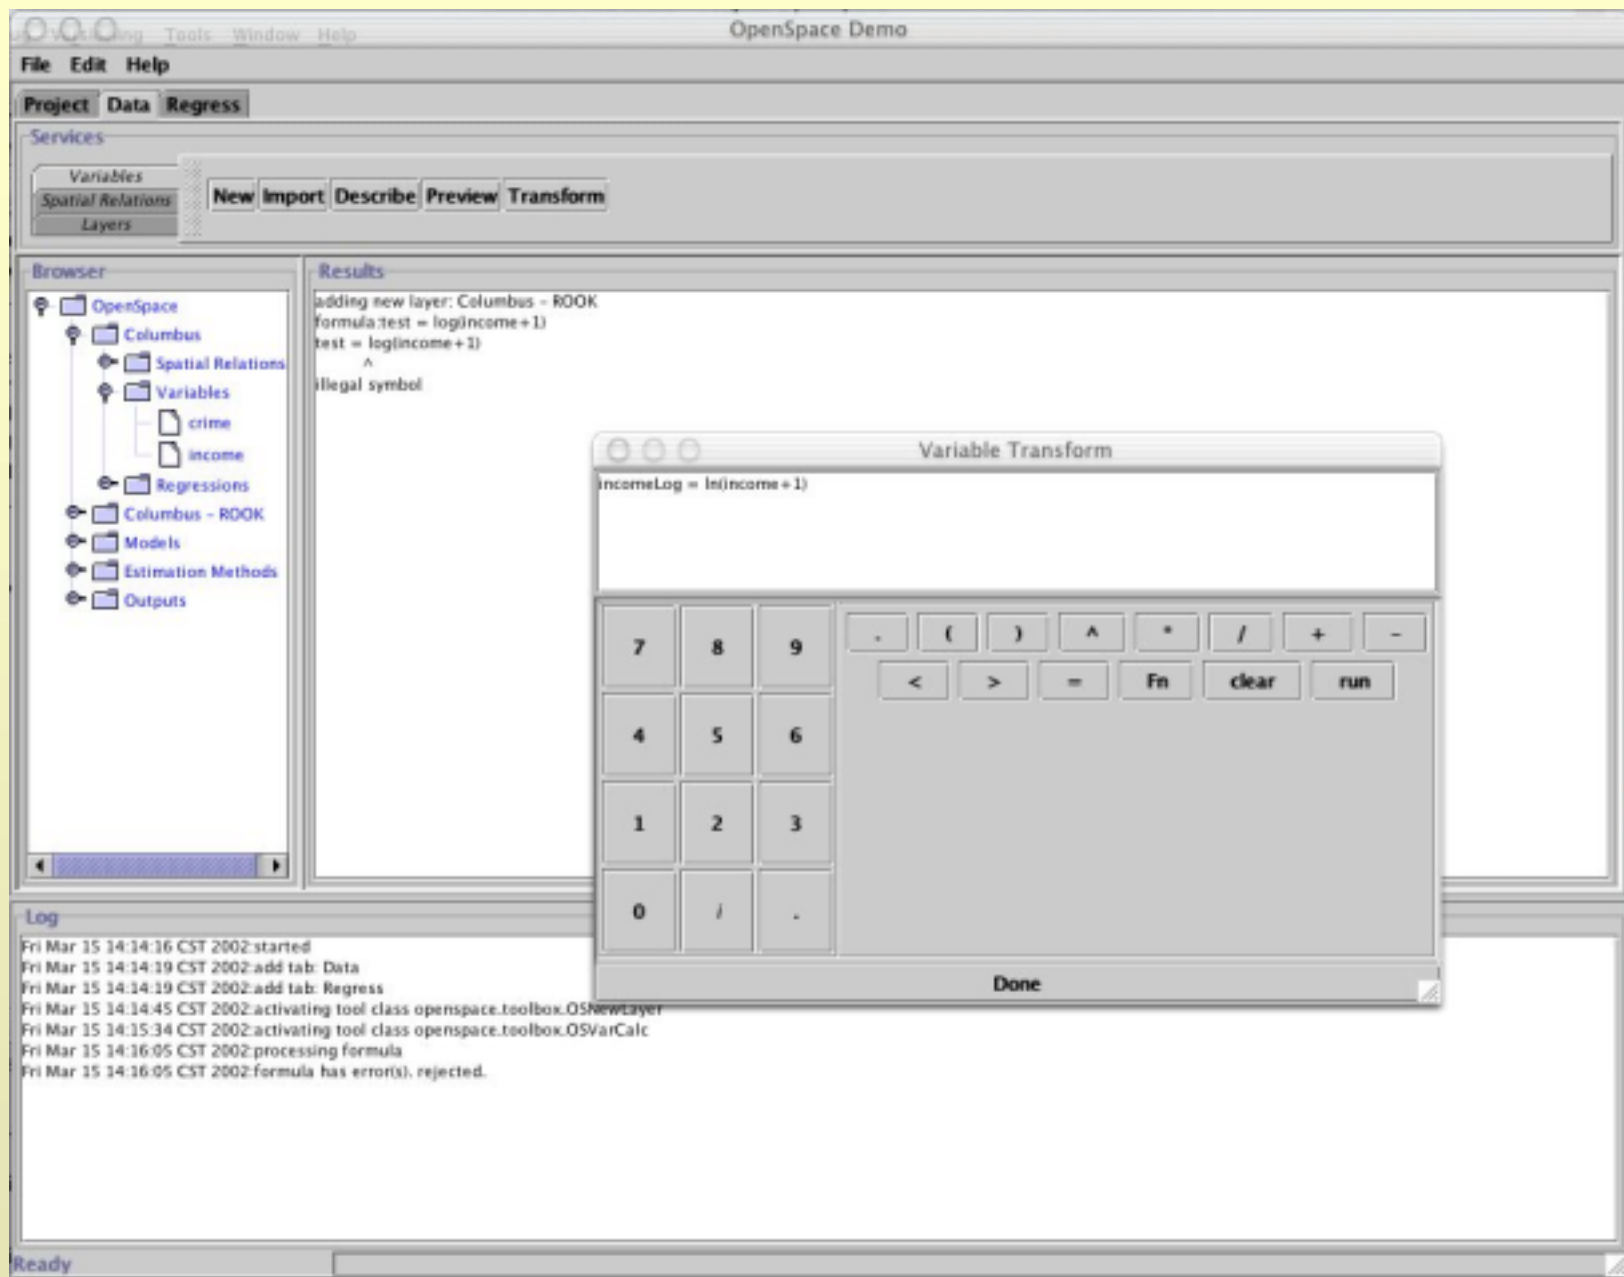 OpenSpace Demo
Tools Window Help
File Edit Help
Project Data Regress
Services
Variables
Spatial Relations
Layers
New Import Describe Preview Transform
Browser
OpenSpace
Columbus
Spatial Relations
Variables
crime
income
Regressions
Columbus - ROOK
Models
Estimation Methods
Outputs
Results
adding new layer: Columbus - ROOK
formula:test = log(income+1)
test = log(income+1)
^
illegal symbol
Variable Transform
incomeLog = ln(income+1)
7 8 9
4 5 6
1 2 3
0 / .
. ( ) ^ * / + -
< > = Fn clear run
Done
Log
Fri Mar 15 14:14:16 CST 2002:started
Fri Mar 15 14:14:19 CST 2002:add tab: Data
Fri Mar 15 14:14:19 CST 2002:add tab: Regress
Fri Mar 15 14:14:45 CST 2002:activating tool class openspace.toolbox.OSNewLayer
Fri Mar 15 14:15:34 CST 2002:activating tool class openspace.toolbox.OSVarCalc
Fri Mar 15 14:16:05 CST 2002:processing formula
Fri Mar 15 14:16:05 CST 2002:formula has error(s). rejected.
Ready